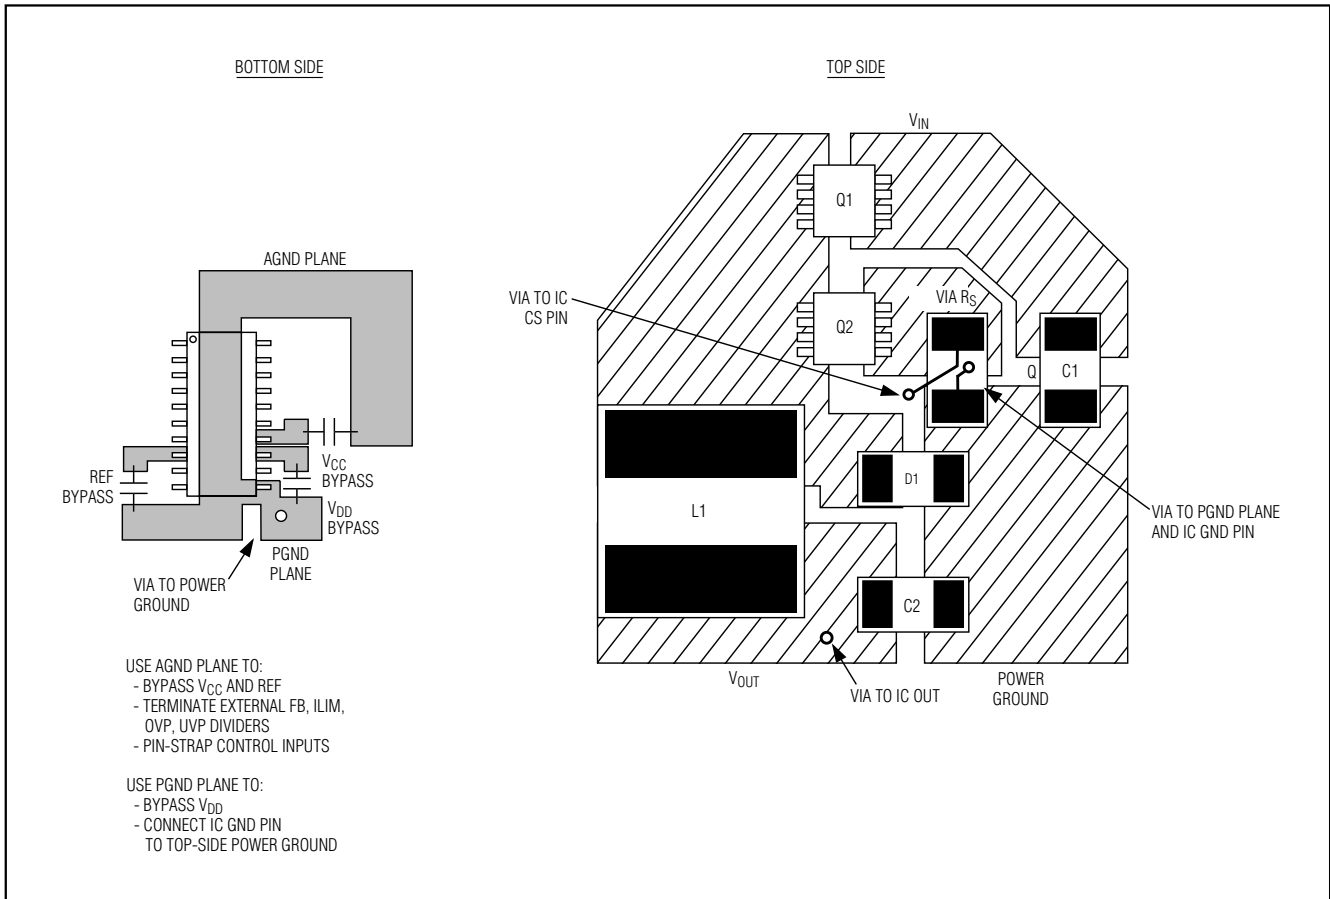 BOTTOM SIDE
TOP SIDE
VIN
Q1
AGND PLANE
VIA TO IC
CS PIN
VIA RS
Q2
Q
C1
REF
BYPASS
VCC
BYPASS
VDD
BYPASS
D1
L1
VIA TO PGND PLANE
AND IC GND PIN
PGND
PLANE
VIA TO POWER
GROUND
C2
VOUT
VIA TO IC OUT
POWER
GROUND
USE AGND PLANE TO:
- BYPASS VCC AND REF
- TERMINATE EXTERNAL FB, ILIM,
OVP, UVP DIVIDERS
- PIN-STRAP CONTROL INPUTS
USE PGND PLANE TO:
- BYPASS VDD
- CONNECT IC GND PIN
TO TOP-SIDE POWER GROUND